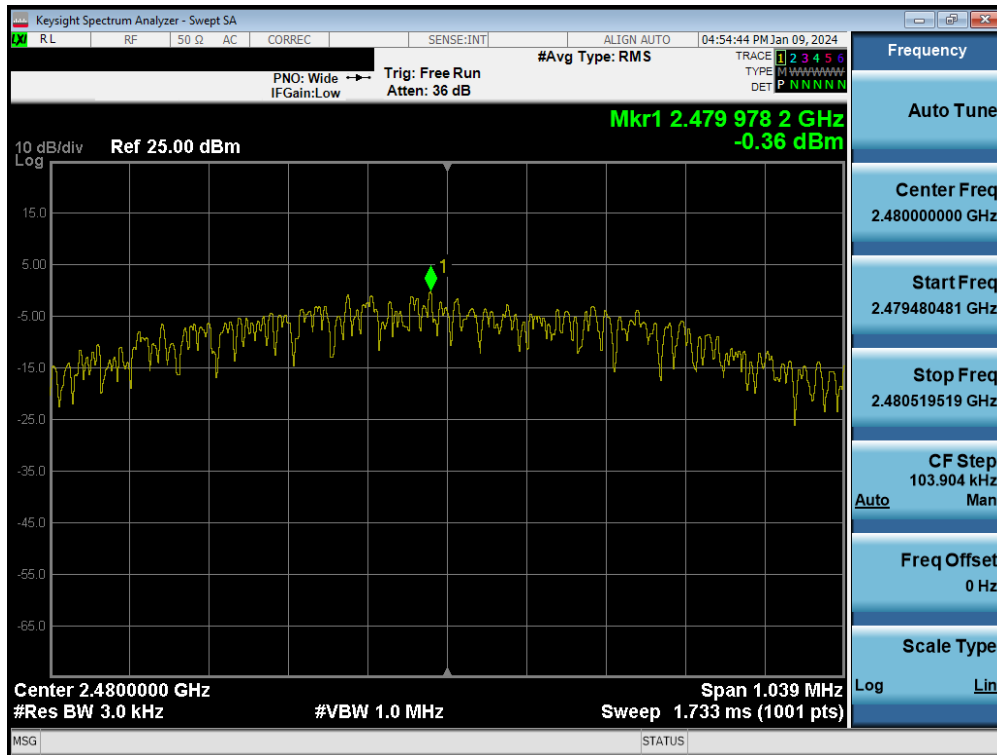 Keysight Spectrum Analyzer - Swept SA
LXI RL RF 50 Ω AC CORREC SENSE:INT ALIGN AUTO 04:54:44 PM Jan 09, 2024
Frequency
#Avg Type: RMS
TRACE 1 2 3 4 5 6
PNO: Wide Trig: Free Run
TYPE M W W W W W
IFGain:Low Atten: 36 dB
DET P N N N N N
Auto Tune
Mkr1 2.479 978 2 GHz
-0.36 dBm
10 dB/div Ref 25.00 dBm
Log
15.0
5.00
-5.00
-15.0
-25.0
-35.0
-45.0
-55.0
-65.0
1
Center 2.4800000 GHz Span 1.039 MHz
#Res BW 3.0 kHz #VBW 1.0 MHz Sweep 1.733 ms (1001 pts)
Center Freq
2.480000000 GHz
Start Freq
2.479480481 GHz
Stop Freq
2.480519519 GHz
CF Step
103.904 kHz
Auto Man
Freq Offset
0 Hz
Scale Type
Log Lin
MSG STATUS